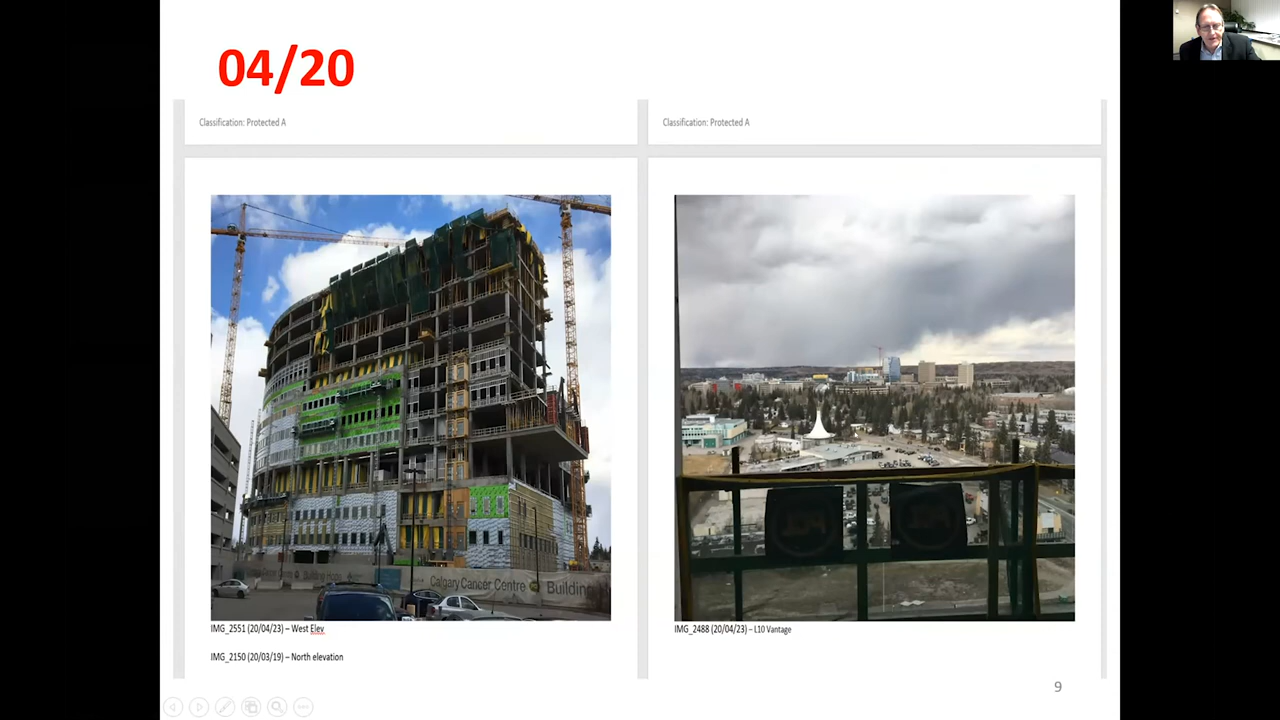 04/20
Classification: Protected A
Classification: Protected A
Calgary Cancer Centre
Building
IMG_2551 (20/04/23) – West Elev
IMG_2150 (20/03/19) – North elevation
IMG_2488 (20/04/23) – L10 Vantage
9